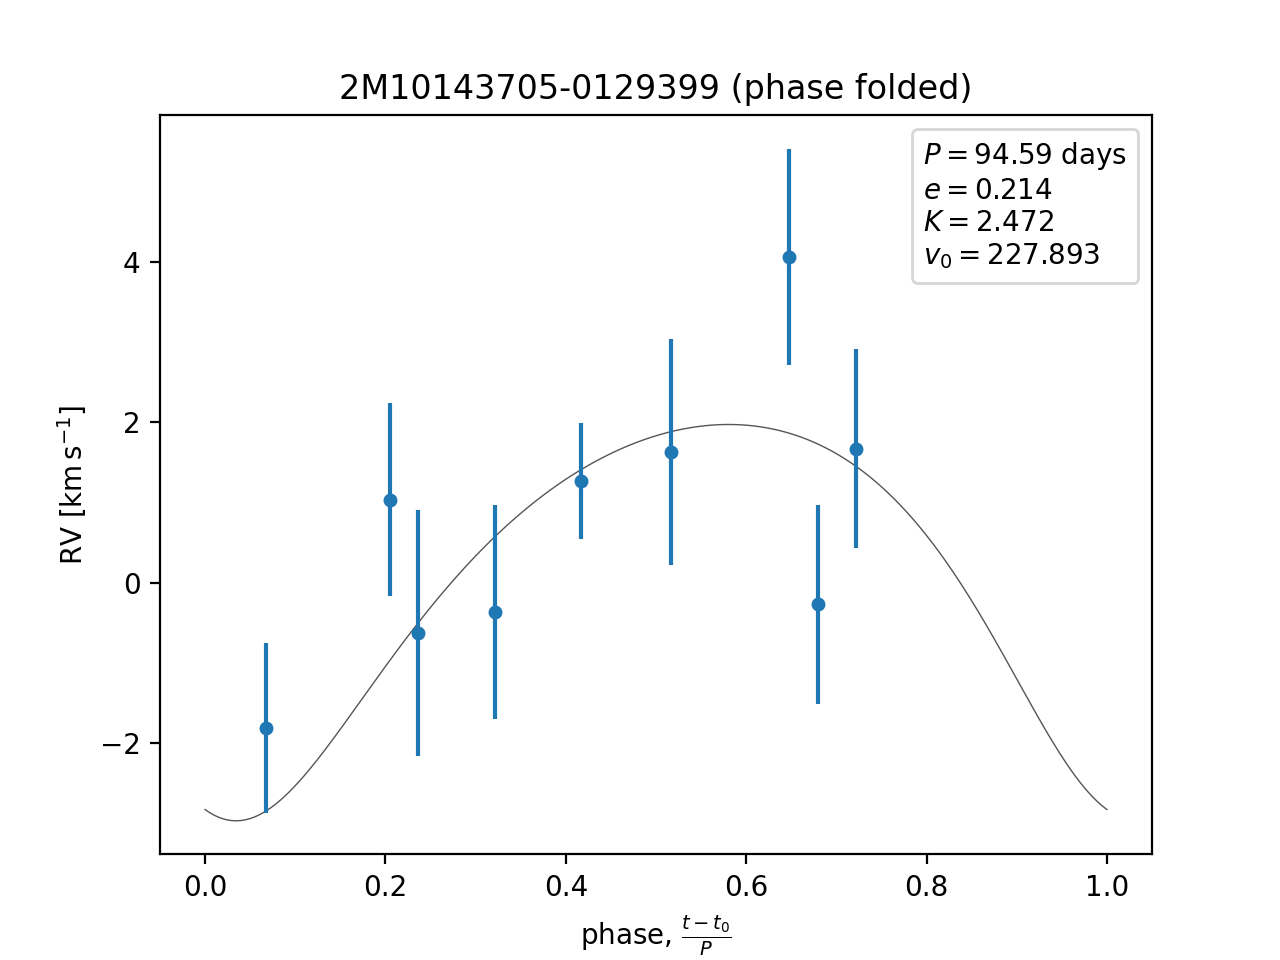 2M10143705-0129399 (phase folded)
P = 94.59 days
e = 0.214
K = 2.472
v₀ = 227.893
RV [km s⁻¹]
4
2
0
−2
0.0 0.2 0.4 0.6 0.8 1.0
phase, (t − t₀)/P